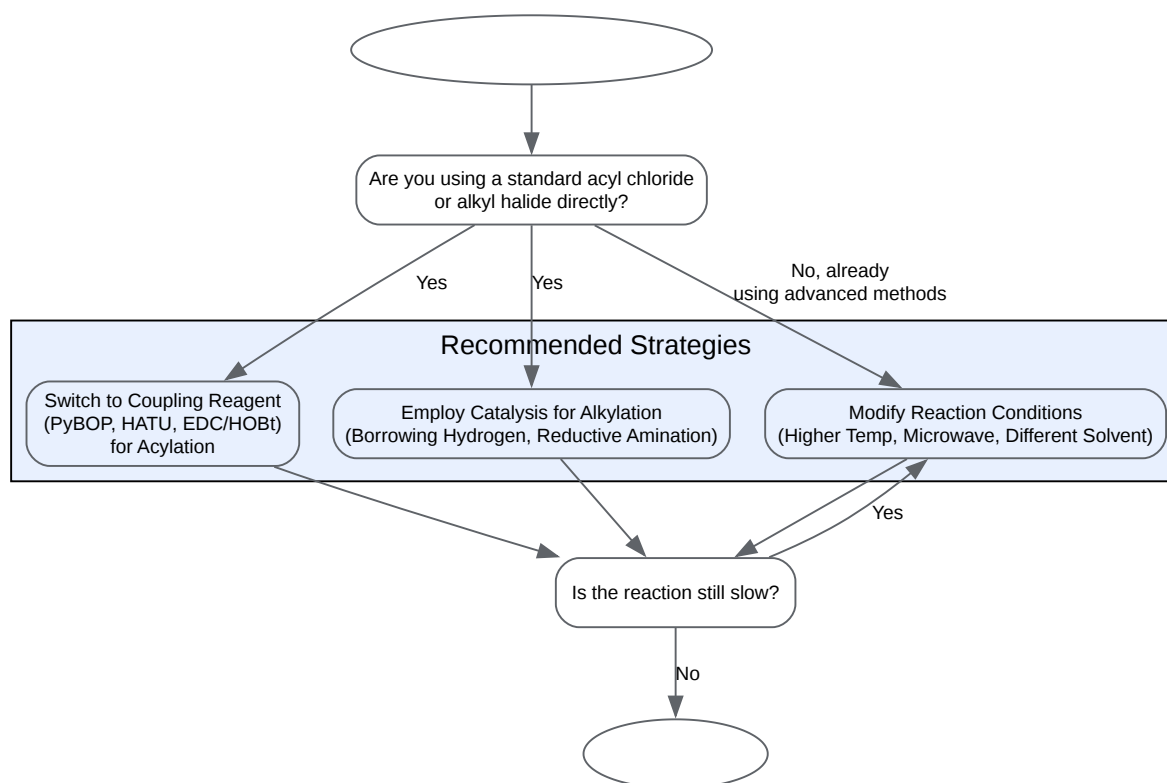 Are you using a standard acyl chloride
or alkyl halide directly?
Yes
Yes
No, already
using advanced methods
Recommended Strategies
Switch to Coupling Reagent
(PyBOP, HATU, EDC/HOBt)
for Acylation
Employ Catalysis for Alkylation
(Borrowing Hydrogen, Reductive Amination)
Modify Reaction Conditions
(Higher Temp, Microwave, Different Solvent)
Yes
Is the reaction still slow?
No